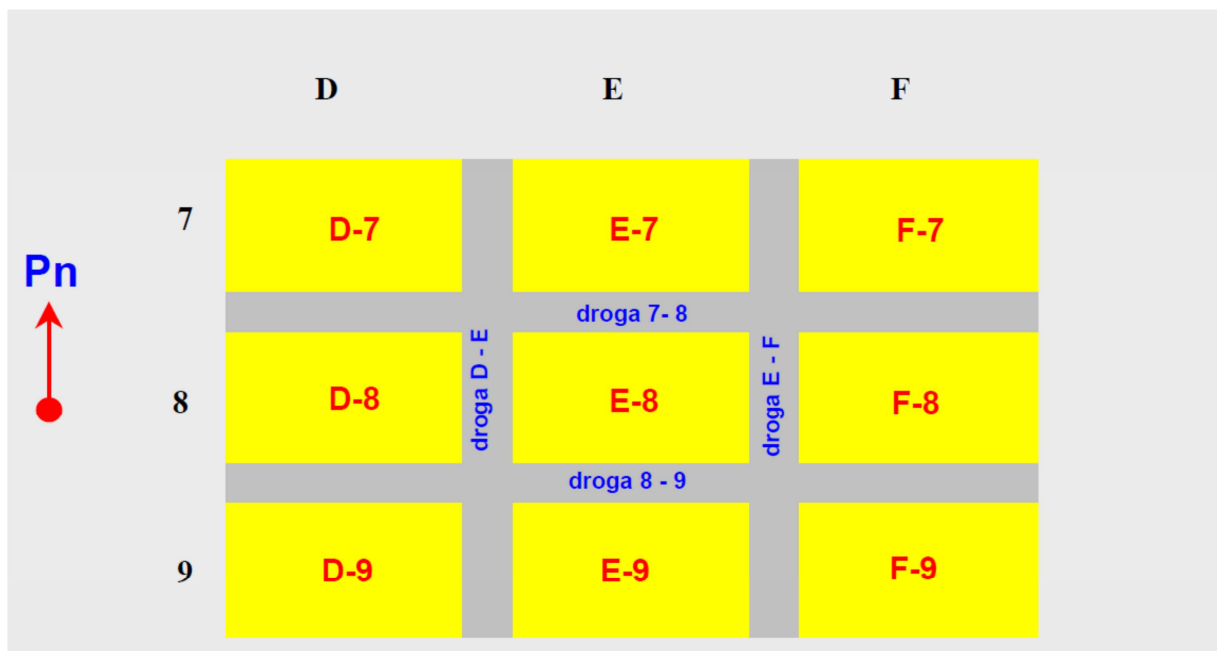 D E F
7 D-7 E-7 F-7
Pn
droga 7- 8
droga D - E
droga E - F
8 D-8 E-8 F-8
droga 8 - 9
9 D-9 E-9 F-9